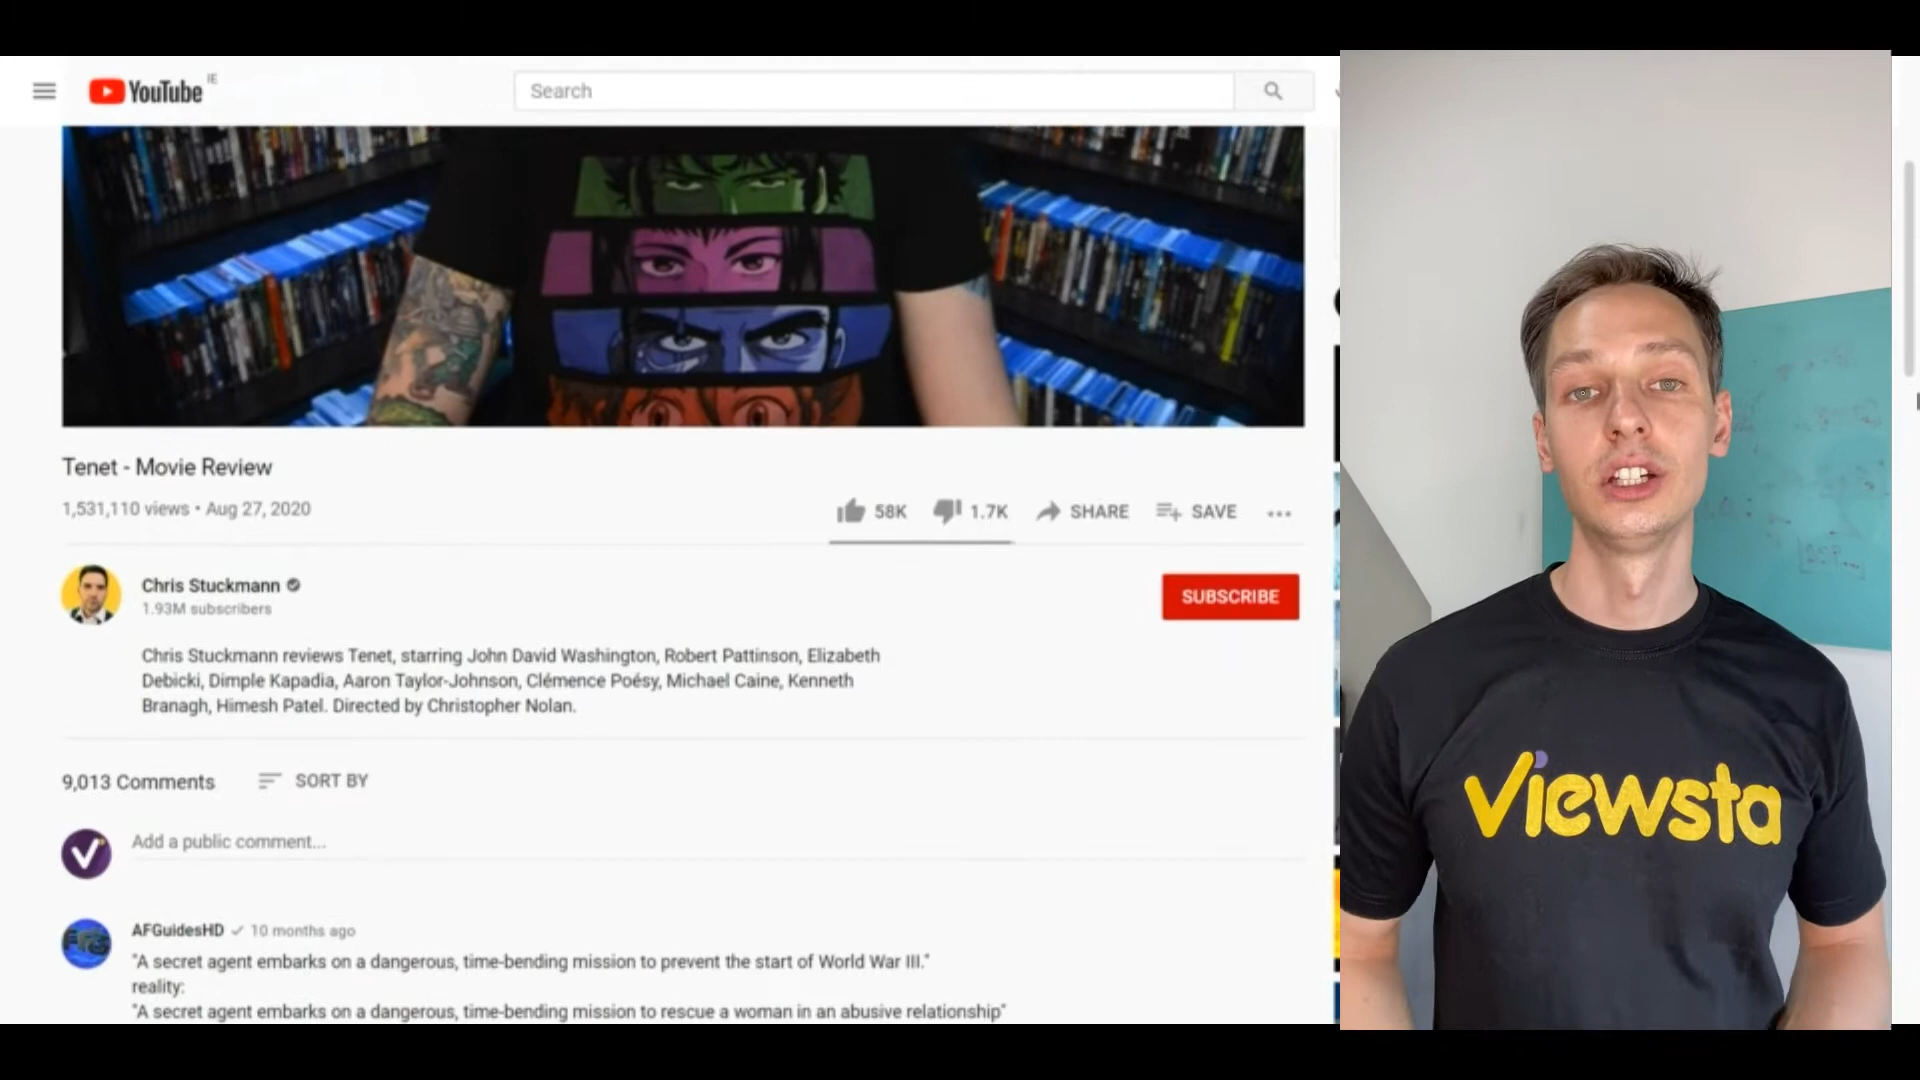 YouTube IE
Search
Tenet - Movie Review
1,531,110 views • Aug 27, 2020
58K
1.7K
SHARE
SAVE
Chris Stuckmann
1.93M subscribers
SUBSCRIBE
Chris Stuckmann reviews Tenet, starring John David Washington, Robert Pattinson, Elizabeth
Debicki, Dimple Kapadia, Aaron Taylor-Johnson, Clémence Poésy, Michael Caine, Kenneth
Branagh, Himesh Patel. Directed by Christopher Nolan.
9,013 Comments
SORT BY
Add a public comment...
AFGuidesHD 10 months ago
"A secret agent embarks on a dangerous, time-bending mission to prevent the start of World War III."
reality:
"A secret agent embarks on a dangerous, time-bending mission to rescue a woman in an abusive relationship"
Viewsta